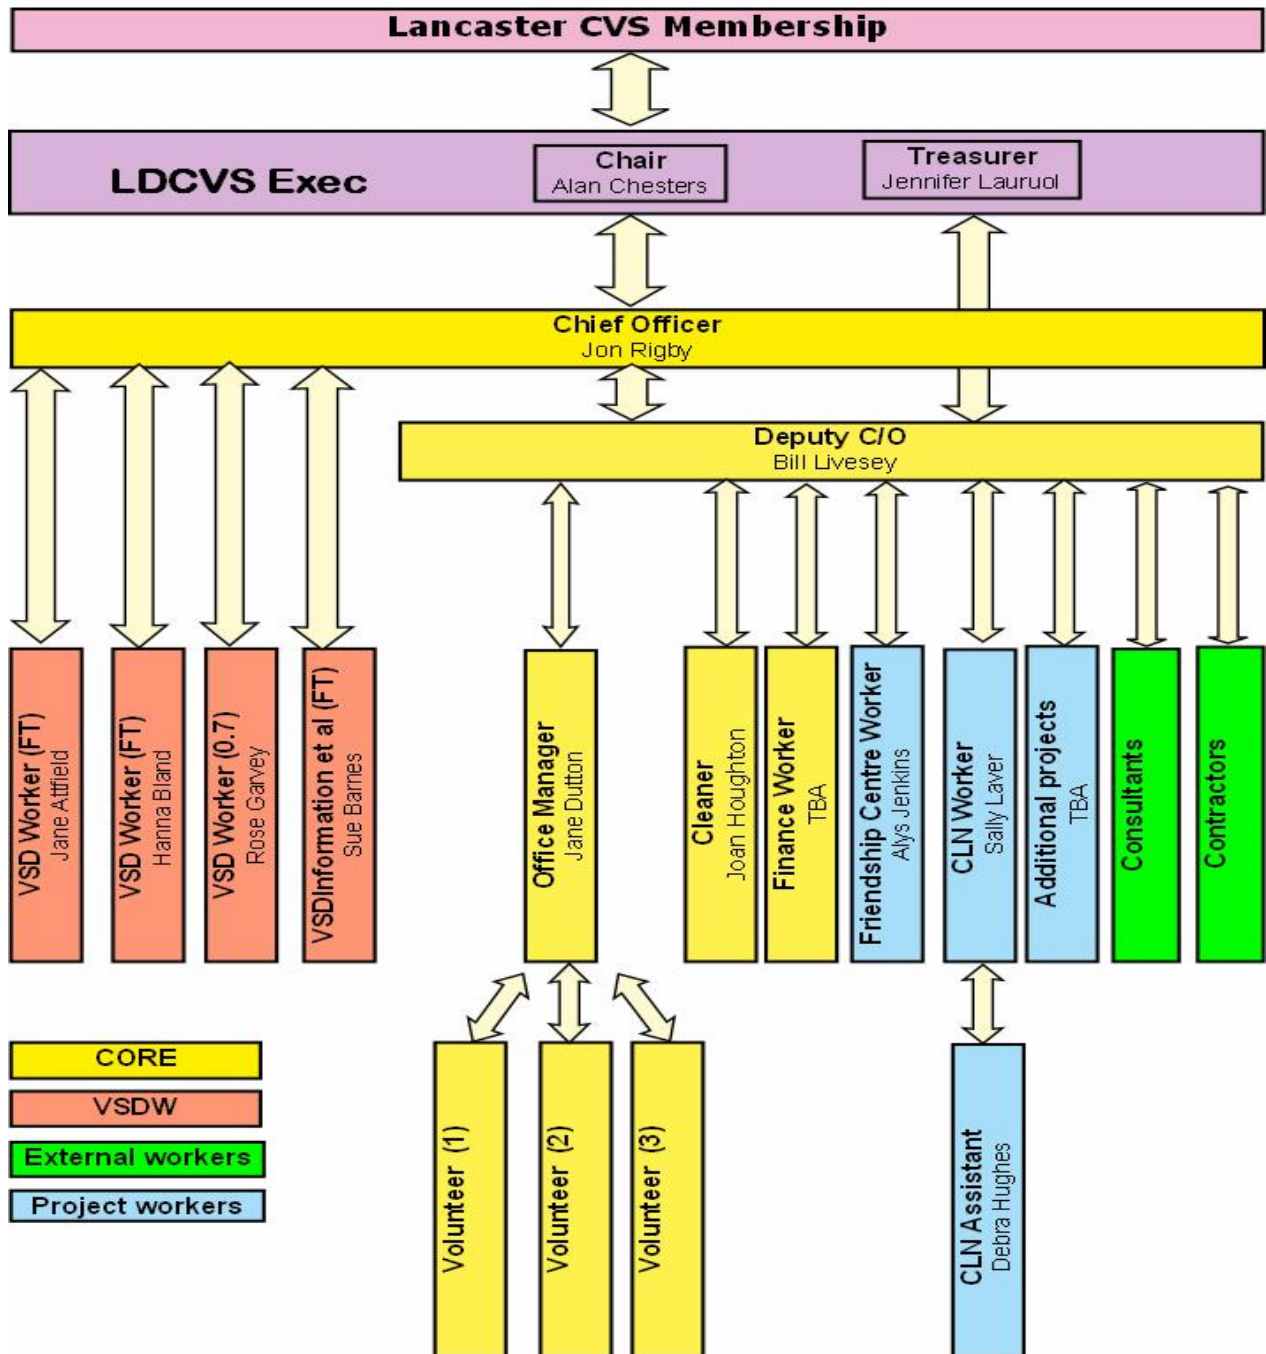 Lancaster CVS Membership
LDCVS Exec
Chair
Alan Chesters
Treasurer
Jennifer Lauruol
Chief Officer
Jon Rigby
Deputy C/O
Bill Livesey
VSD Worker (FT)
Jane Attfield
VSD Worker (FT)
Hanna Bland
VSD Worker (0.7)
Rose Garvey
VSDInformation et al (FT)
Sue Barnes
Office Manager
Jane Dutton
Cleaner
Joan Houghton
Finance Worker
TBA
Friendship Centre Worker
Alys Jenkins
CLN Worker
Sally Laver
Additional projects
TBA
Consultants
Contractors
CORE
VSDW
External workers
Project workers
Volunteer (1)
Volunteer (2)
Volunteer (3)
CLN Assistant
Debra Hughes